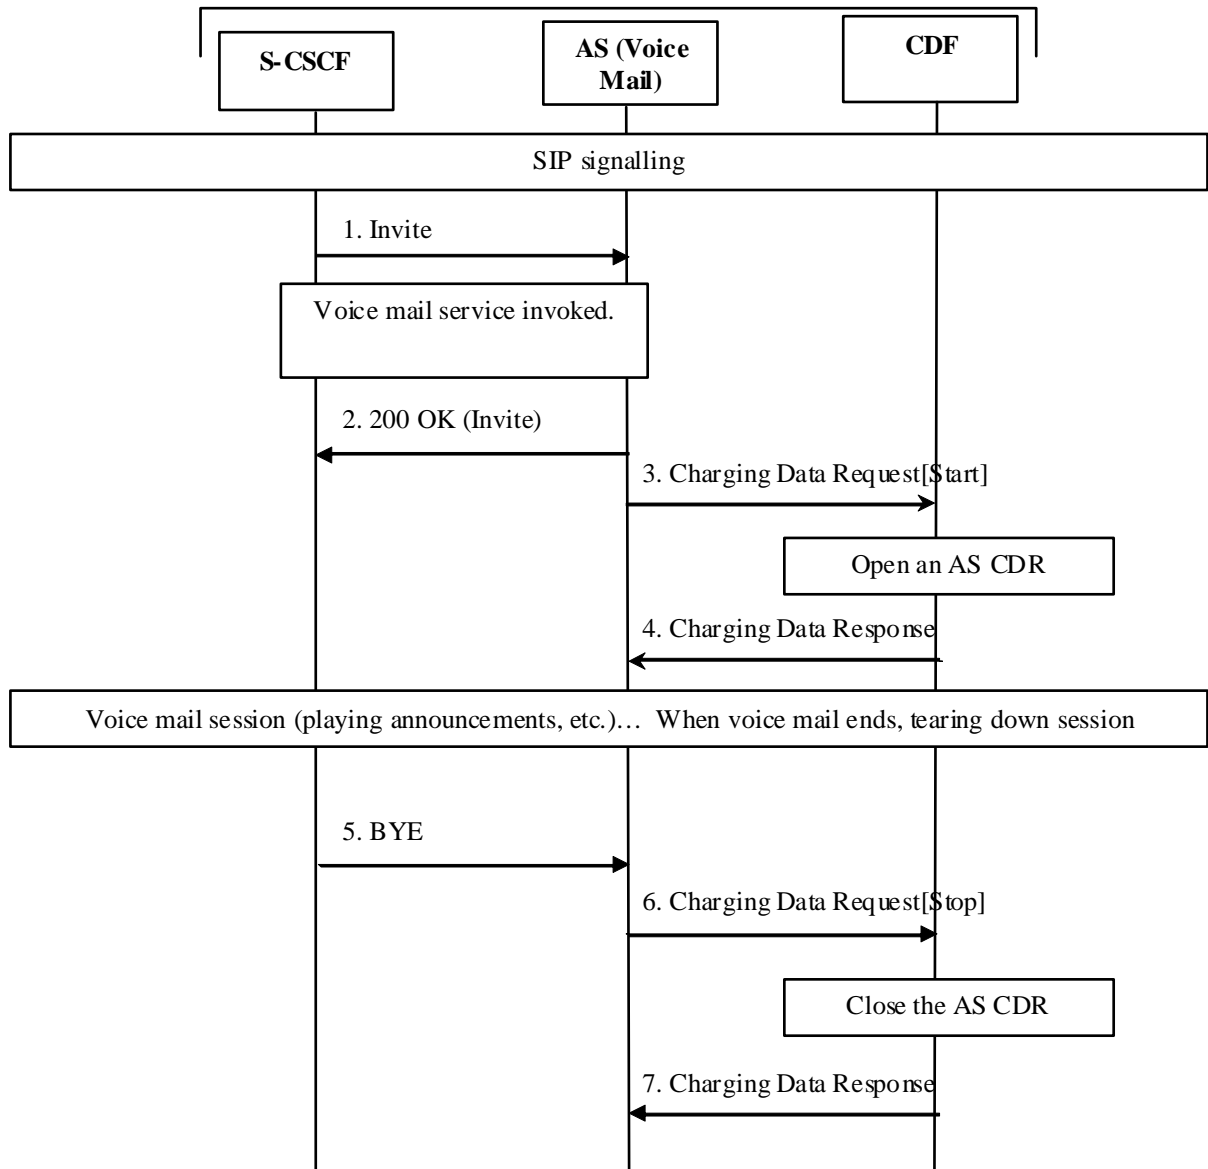 S-CSCF
AS (Voice
Mail)
CDF
SIP signalling
1. Invite
Voice mail service invoked.
2. 200 OK (Invite)
3. Charging Data Request[Start]
Open an AS CDR
4. Charging Data Response
Voice mail session (playing announcements, etc.)… When voice mail ends, tearing down session
5. BYE
6. Charging Data Request[Stop]
Close the AS CDR
7. Charging Data Response